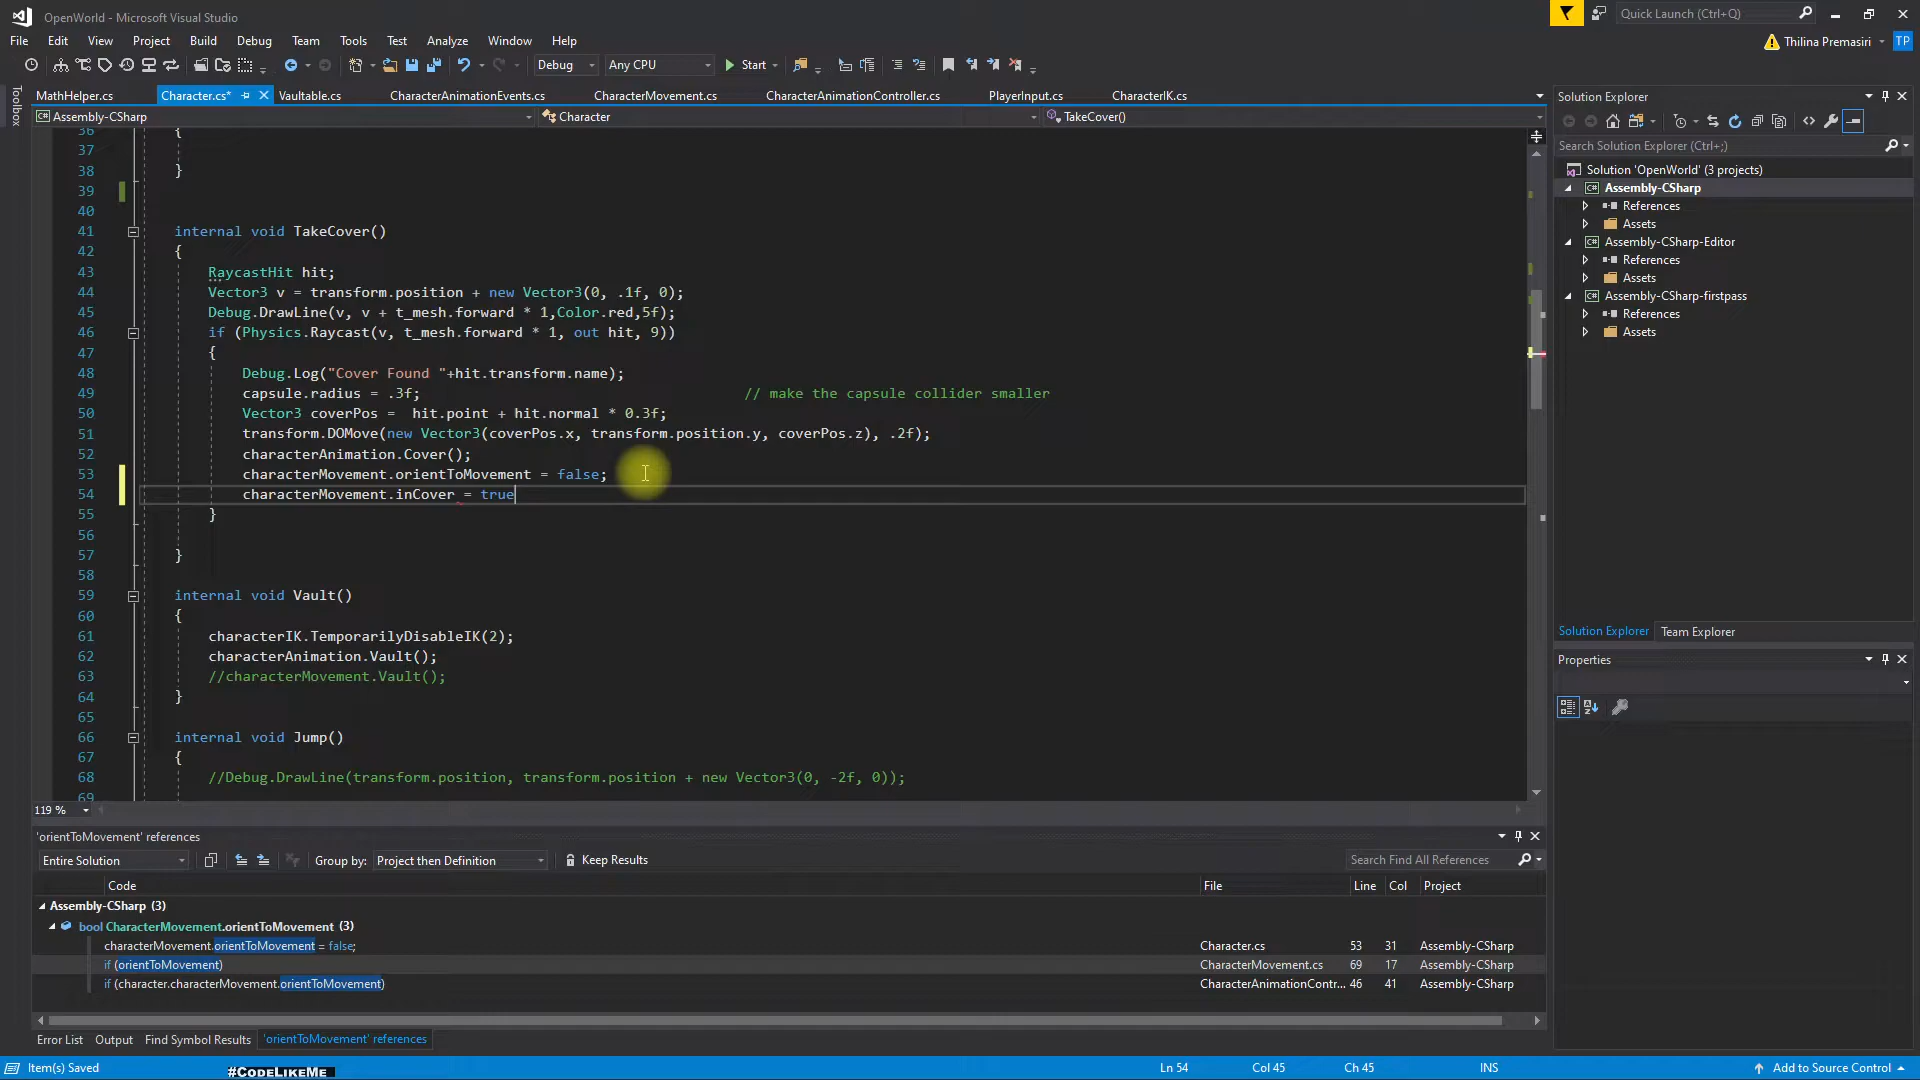 OpenWorld - Microsoft Visual Studio
Quick Launch (Ctrl+Q)
File Edit View Project Build Debug Team Tools Test Analyze Window Help
Thilina Premasiri TP
Debug Any CPU Start
Toolbox
MathHelper.cs Character.cs* Vaultable.cs CharacterAnimationEvents.cs CharacterMovement.cs CharacterAnimationController.cs PlayerInput.cs CharacterIK.cs
Assembly-CSharp Character TakeCover()
36 {
37
38 }
39
40
41 internal void TakeCover()
42 {
43 RaycastHit hit;
44 Vector3 v = transform.position + new Vector3(0, .1f, 0);
45 Debug.DrawLine(v, v + t_mesh.forward * 1,Color.red,5f);
46 if (Physics.Raycast(v, t_mesh.forward * 1, out hit, 9))
47 {
48 Debug.Log("Cover Found "+hit.transform.name);
49 capsule.radius = .3f; // make the capsule collider smaller
50 Vector3 coverPos =  hit.point + hit.normal * 0.3f;
51 transform.DOMove(new Vector3(coverPos.x, transform.position.y, coverPos.z), .2f);
52 characterAnimation.Cover();
53 characterMovement.orientToMovement = false;
54 characterMovement.inCover = true
55 }
56
57 }
58
59 internal void Vault()
60 {
61 characterIK.TemporarilyDisableIK(2);
62 characterAnimation.Vault();
63 //characterMovement.Vault();
64 }
65
66 internal void Jump()
67 {
68 //Debug.DrawLine(transform.position, transform.position + new Vector3(0, -2f, 0));
69
119 %
Solution Explorer
Search Solution Explorer (Ctrl+;)
Solution 'OpenWorld' (3 projects)
Assembly-CSharp
References
Assets
Assembly-CSharp-Editor
References
Assets
Assembly-CSharp-firstpass
References
Assets
Solution Explorer Team Explorer
Properties
'orientToMovement' references
Entire Solution Group by: Project then Definition Keep Results Search Find All References
Code File Line Col Project
Assembly-CSharp (3)
bool CharacterMovement.orientToMovement (3)
characterMovement.orientToMovement = false; Character.cs 53 31 Assembly-CSharp
if (orientToMovement) CharacterMovement.cs 69 17 Assembly-CSharp
if (character.characterMovement.orientToMovement) CharacterAnimationContr... 46 41 Assembly-CSharp
Error List Output Find Symbol Results 'orientToMovement' references
Item(s) Saved #CodeLikeMe Ln 54 Col 45 Ch 45 INS Add to Source Control